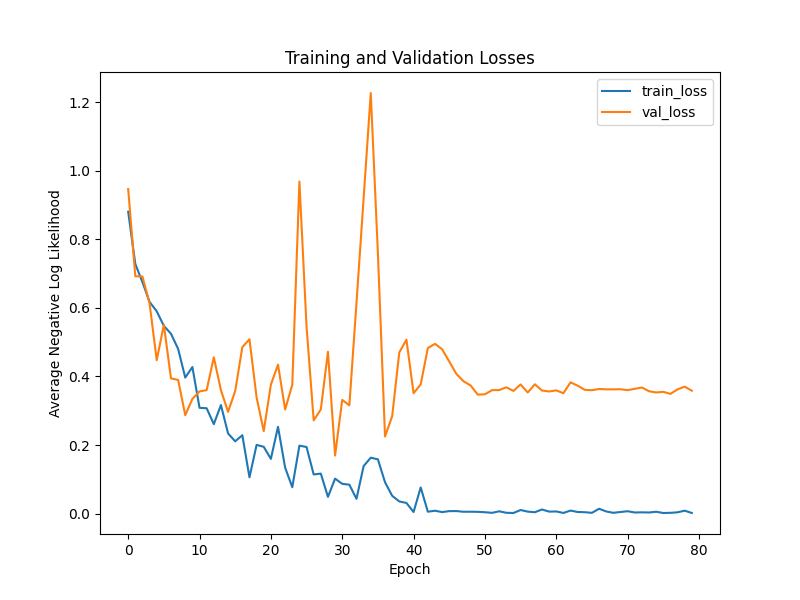 Training and Validation Losses
train_loss
val_loss
Average Negative Log Likelihood
1.2
1.0
0.8
0.6
0.4
0.2
0.0
0 10 20 30 40 50 60 70 80
Epoch